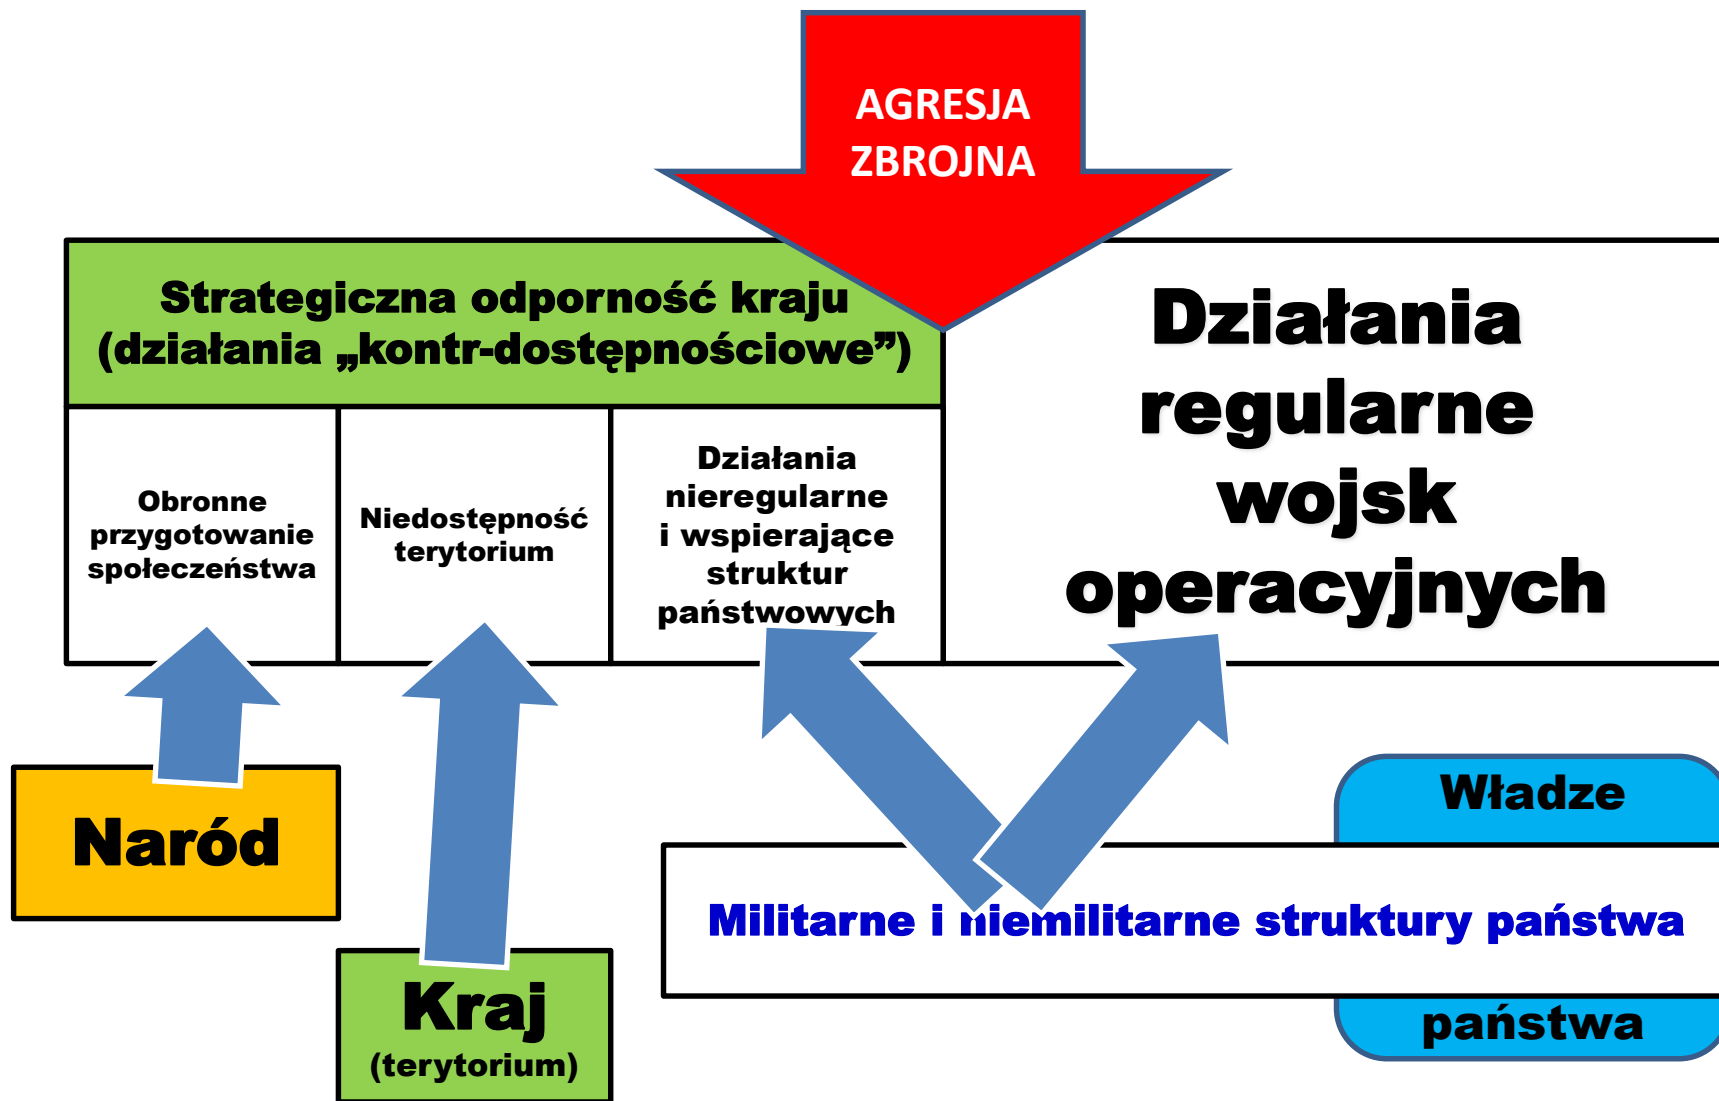 AGRESJA
ZBROJNA
Strategiczna odporność kraju
(działania „kontr-dostępnościowe”)
Obronne
przygotowanie
społeczeństwa
Niedostępność
terytorium
Działania
nieregularne
i wspierające
struktur
państwowych
Działania
regularne
wojsk
operacyjnych
Naród
Kraj
(terytorium)
Władze
Militarne i niemilitarne struktury państwa
państwa